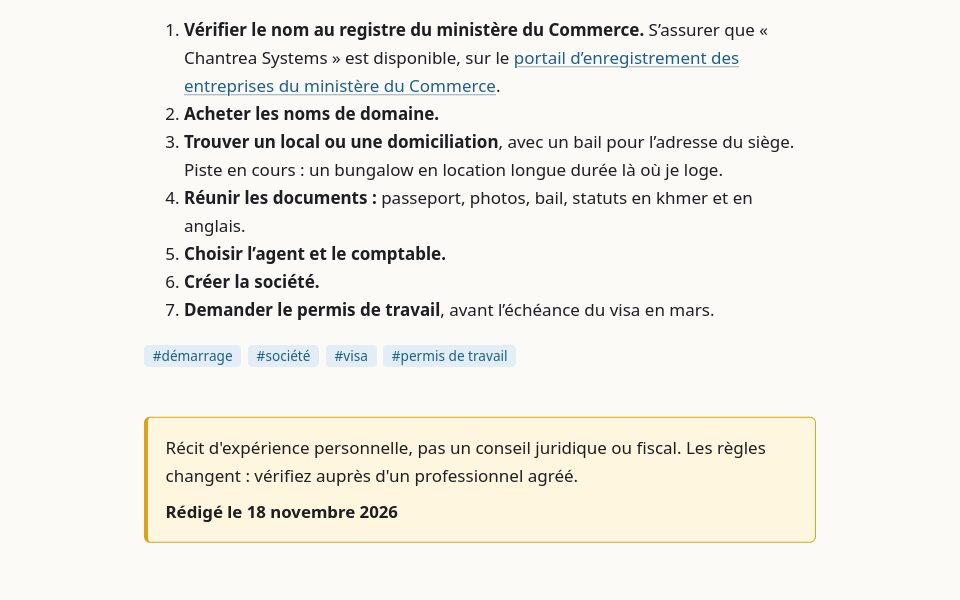 1. Vérifier le nom au registre du ministère du Commerce. S’assurer que «
Chantrea Systems » est disponible, sur le portail d’enregistrement des
entreprises du ministère du Commerce.
2. Acheter les noms de domaine.
3. Trouver un local ou une domiciliation, avec un bail pour l’adresse du siège.
Piste en cours : un bungalow en location longue durée là où je loge.
4. Réunir les documents : passeport, photos, bail, statuts en khmer et en
anglais.
5. Choisir l’agent et le comptable.
6. Créer la société.
7. Demander le permis de travail, avant l’échéance du visa en mars.
#démarrage #société #visa #permis de travail
Récit d'expérience personnelle, pas un conseil juridique ou fiscal. Les règles
changent : vérifiez auprès d'un professionnel agréé.
Rédigé le 18 novembre 2026